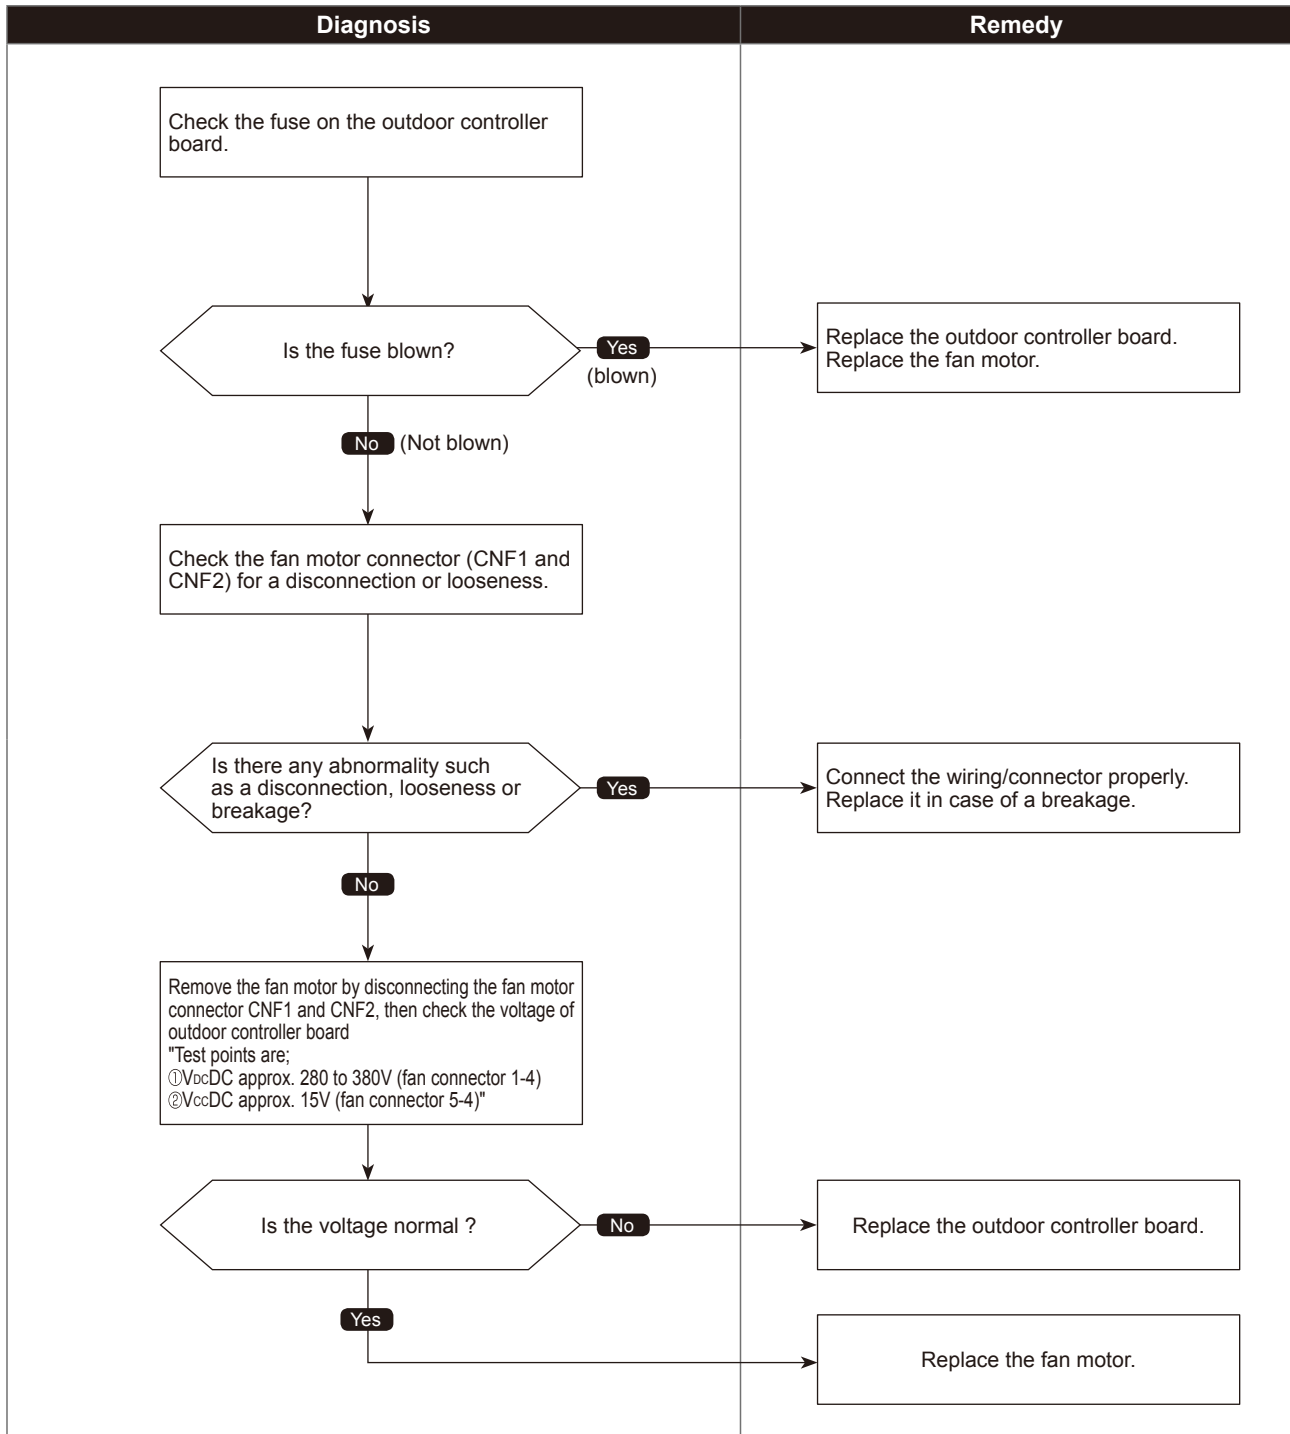 Diagnosis
Remedy
Check the fuse on the outdoor controller
board.
Is the fuse blown?
Yes
(blown)
Replace the outdoor controller board.
Replace the fan motor.
No (Not blown)
Check the fan motor connector (CNF1 and
CNF2) for a disconnection or looseness.
Is there any abnormality such
as a disconnection, looseness or
breakage?
Yes
Connect the wiring/connector properly.
Replace it in case of a breakage.
No
Remove the fan motor by disconnecting the fan motor
connector CNF1 and CNF2, then check the voltage of
outdoor controller board
"Test points are;
①VDCDC approx. 280 to 380V (fan connector 1-4)
②VccDC approx. 15V (fan connector 5-4)"
Is the voltage normal ?
No
Replace the outdoor controller board.
Yes
Replace the fan motor.